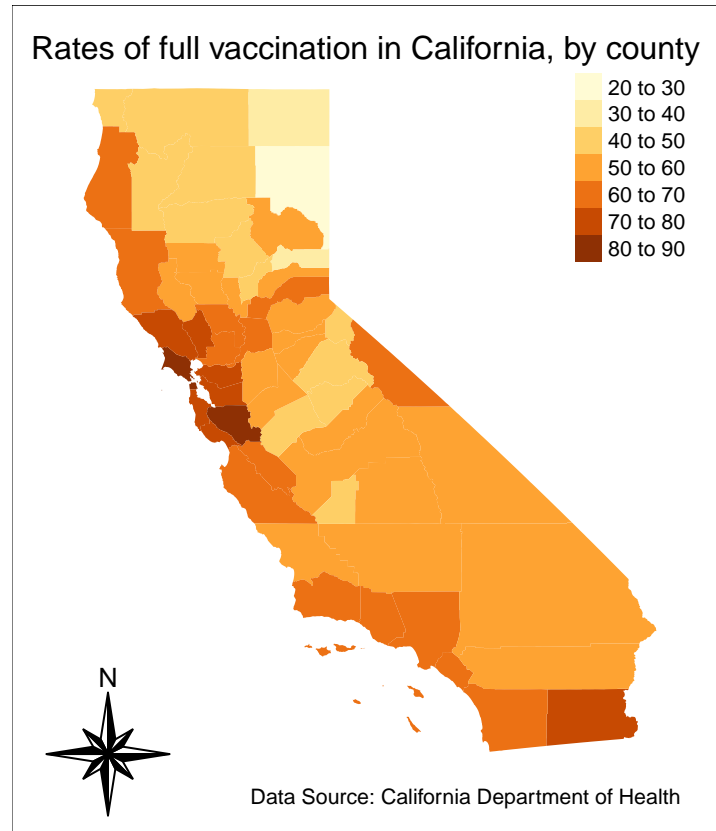 Rates of full vaccination in California, by county
20 to 30
30 to 40
40 to 50
50 to 60
60 to 70
70 to 80
80 to 90
N
Data Source: California Department of Health